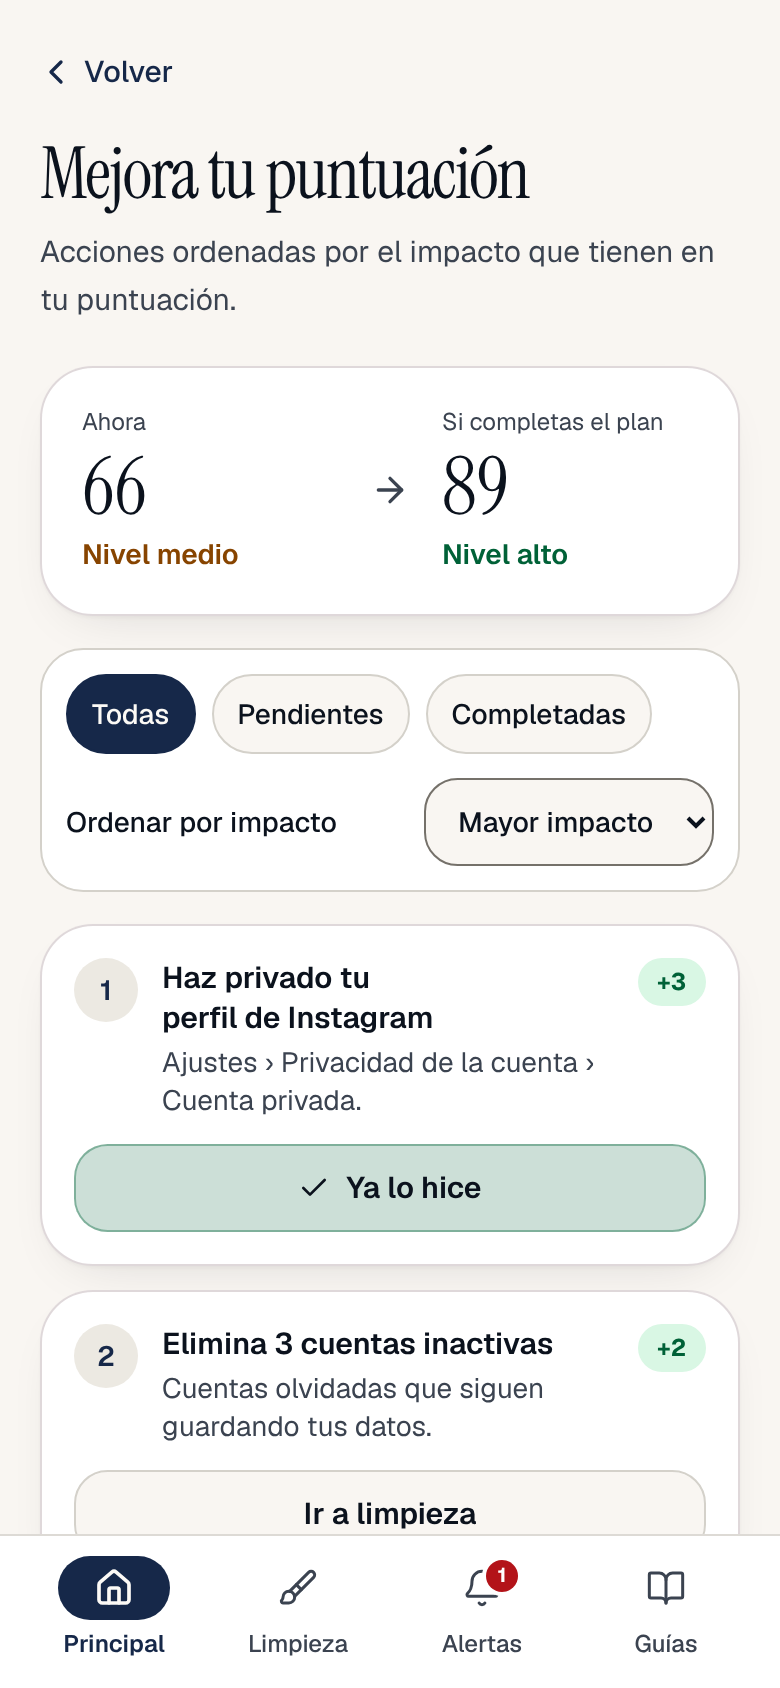 Volver
Mejora tu puntuación
Acciones ordenadas por el impacto que tienen en
tu puntuación.
Ahora
66
Nivel medio
Si completas el plan
89
Nivel alto
Todas
Pendientes
Completadas
Ordenar por impacto
Mayor impacto
1
Haz privado tu
perfil de Instagram
+3
Ajustes › Privacidad de la cuenta ›
Cuenta privada.
Ya lo hice
2
Elimina 3 cuentas inactivas
+2
Cuentas olvidadas que siguen
guardando tus datos.
Ir a limpieza
1
Principal
Limpieza
Alertas
Guías